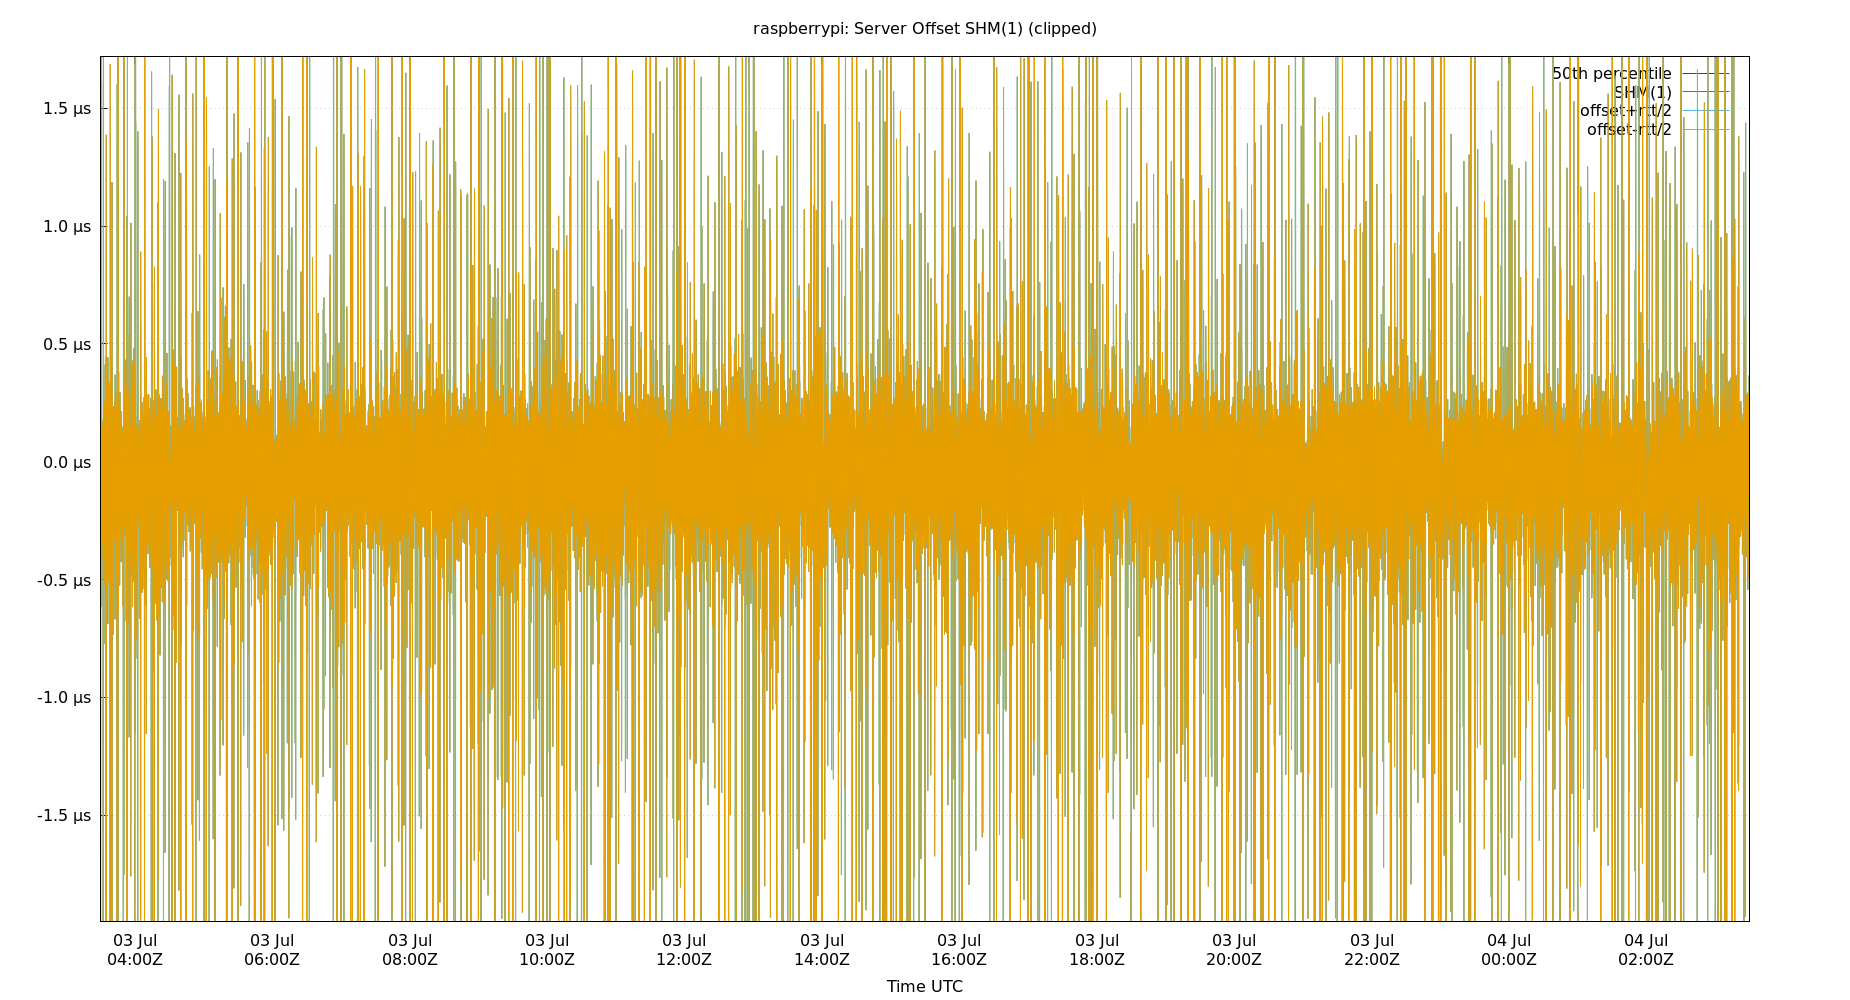 raspberrypi: Server Offset SHM(1) (clipped)
50th percentile
SHM(1)
offset+rtt/2
offset-rtt/2
1.5 µs
1.0 µs
0.5 µs
0.0 µs
-0.5 µs
-1.0 µs
-1.5 µs
03 Jul 03 Jul 03 Jul 03 Jul 03 Jul 03 Jul 03 Jul 03 Jul 03 Jul 03 Jul 04 Jul 04 Jul
04:00Z 06:00Z 08:00Z 10:00Z 12:00Z 14:00Z 16:00Z 18:00Z 20:00Z 22:00Z 00:00Z 02:00Z
Time UTC